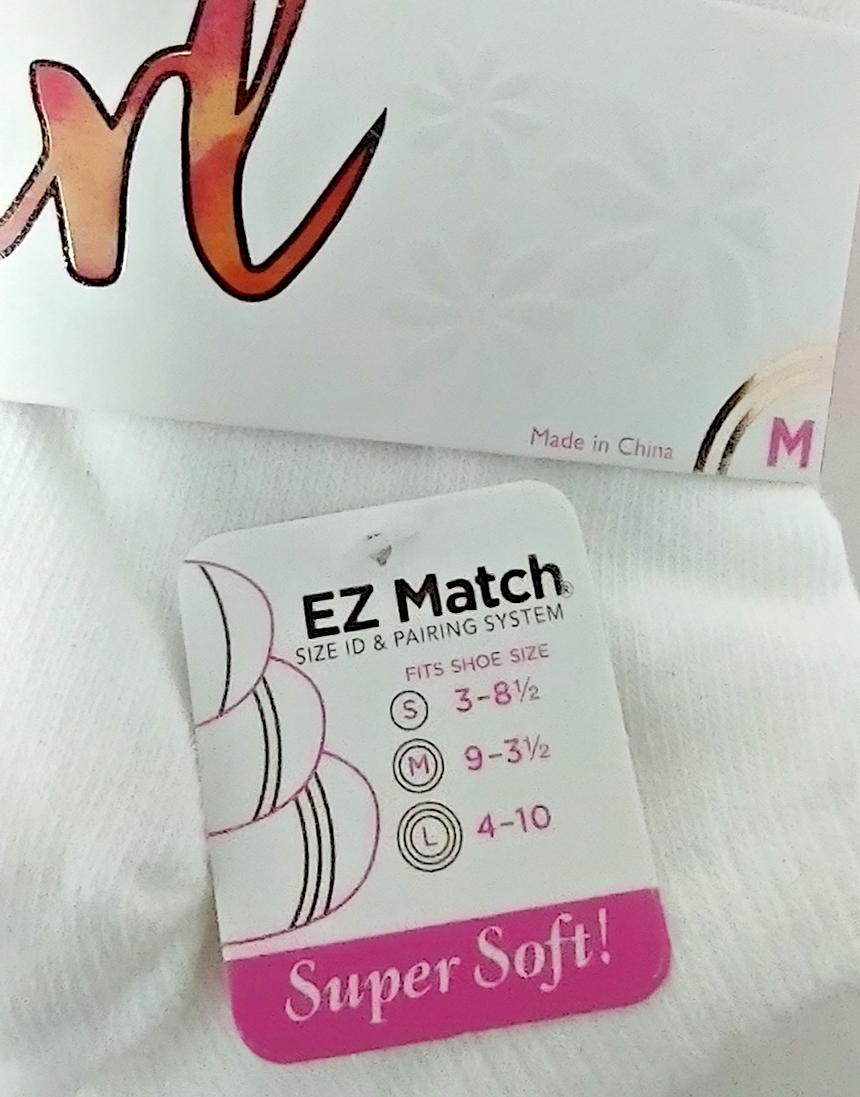 rl
Made in China
M
EZ Match®
SIZE ID & PAIRING SYSTEM
FITS SHOE SIZE
S 3-8½
M 9-3½
L 4-10
Super Soft!